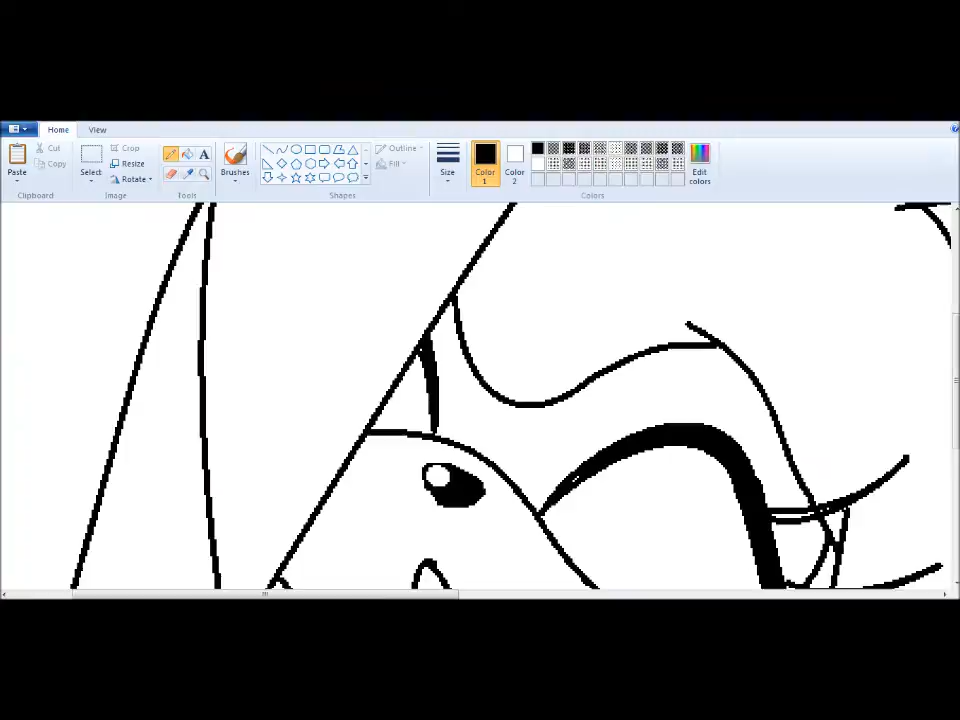 Home View
Paste
Cut
Copy
Clipboard
Select
Crop
Resize
Rotate
Image
A
Tools
Brushes
Outline
Fill
Shapes
Size
Color
1
Color
2
Edit
colors
Colors
?